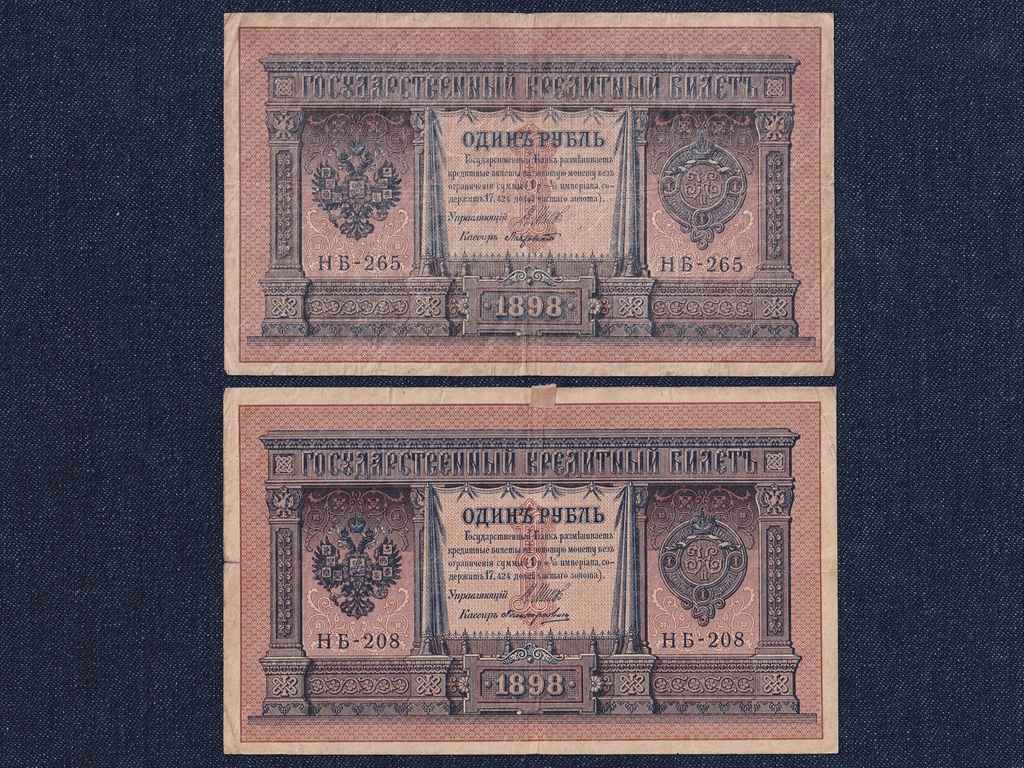 ГОСУДАРСТВЕННЫЙ КРЕДИТНЫЙ БИЛЕТЪ
ОДИНЪ РУБЛЬ
Государственный Банкъ размѣниваетъ
кредитные билеты на золотую монету безъ
ограниченія суммы (1 р = 1/15 имперіала, со-
держитъ 17,424 долей чистаго золота).
Управляющій
Кассиръ
НБ-265 НБ-265
1898
ГОСУДАРСТВЕННЫЙ КРЕДИТНЫЙ БИЛЕТЪ
ОДИНЪ РУБЛЬ
Государственный Банкъ размѣниваетъ
кредитные билеты на золотую монету безъ
ограниченія суммы (1 р = 1/15 имперіала, со-
держитъ 17,424 долей чистаго золота).
Управляющій
Кассиръ
НБ-208 НБ-208
1898